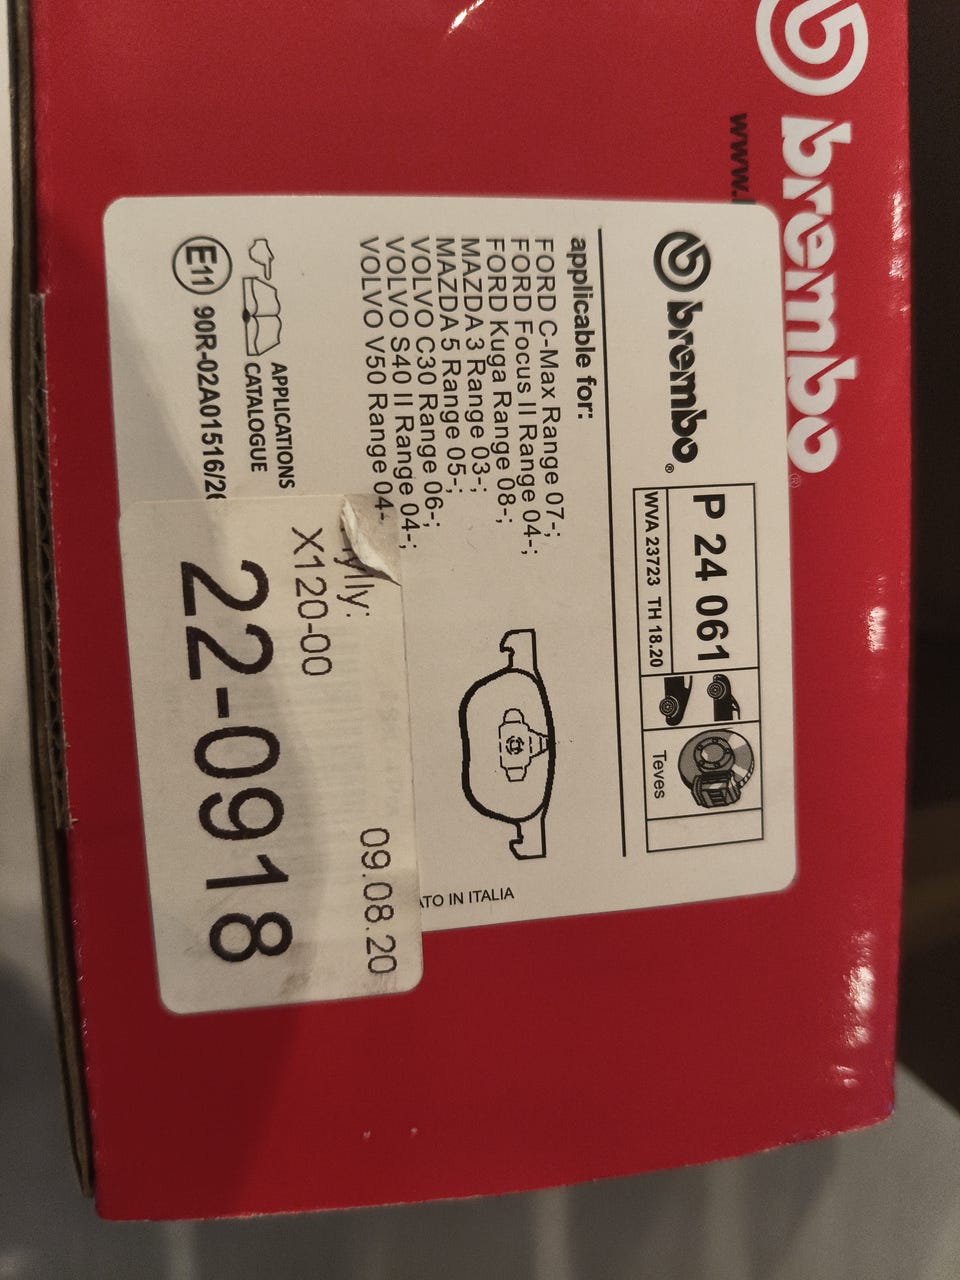 brembo
®
www.
brembo®
P 24 061
WVA 23723 TH 18.20
Teves
applicable for:
FORD C-Max Range 07-;
FORD Focus II Range 04-;
FORD Kuga Range 08-;
MAZDA 3 Range 03-;
MAZDA 5 Range 05-;
VOLVO C30 Range 06-;
VOLVO S40 II Range 04-;
VOLVO V50 Range 04-
APPLICATIONS
CATALOGUE
E11 90R-02A01516/
ATO IN ITALIA
09.08.20
X120-00
22-0918